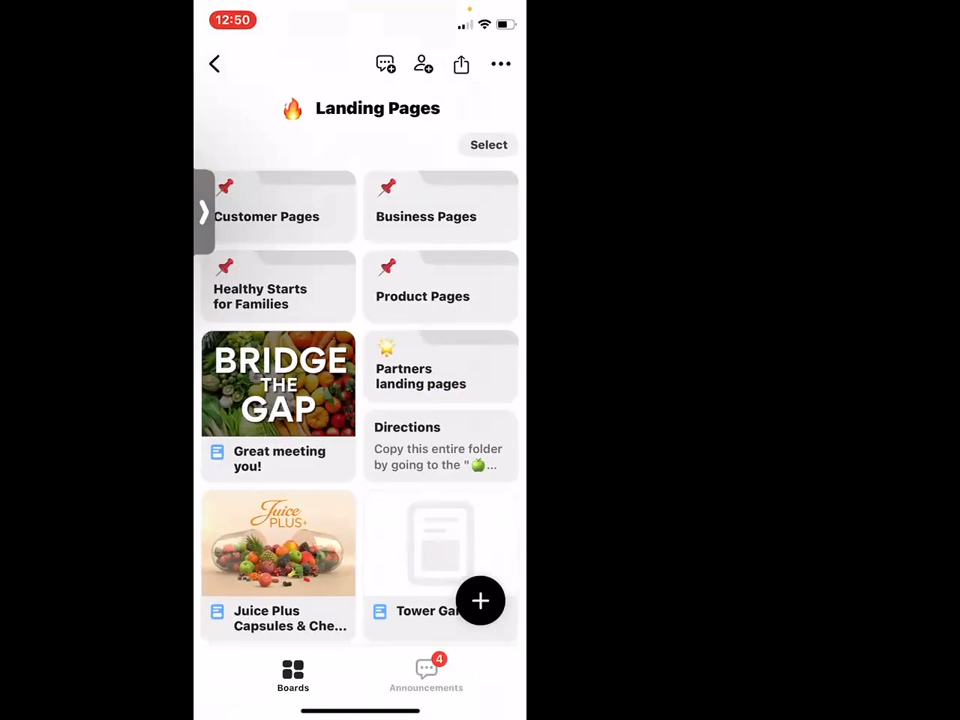 12:50
🔥 Landing Pages
Select
Customer Pages
Business Pages
Healthy Starts
for Families
Product Pages
BRIDGE
THE
GAP
Great meeting
you!
Partners
landing pages
Directions
Copy this entire folder
by going to the "🍏...
Juice
PLUS+
Juice Plus
Capsules & Che...
Tower
Boards
4
Announcements